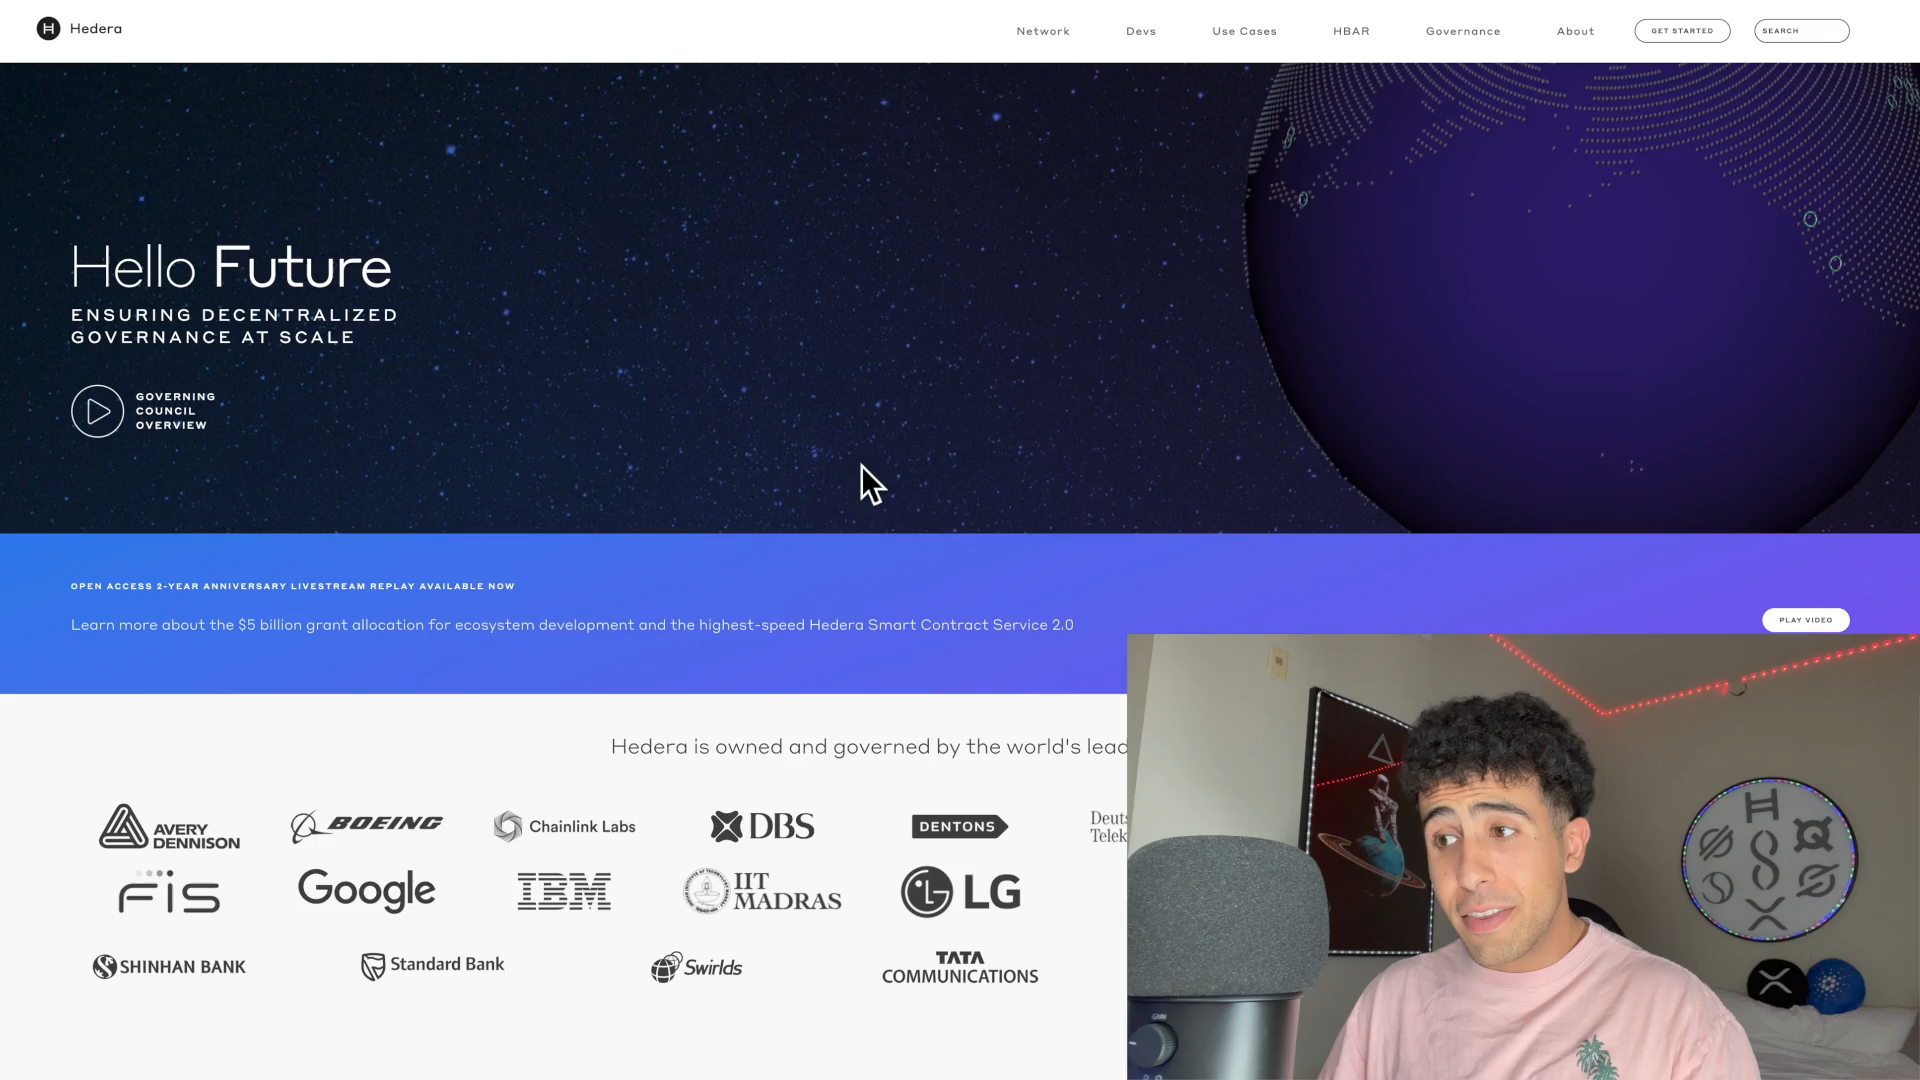 Hedera
Network
Devs
Use Cases
HBAR
Governance
About
GET STARTED
SEARCH
Hello Future
ENSURING DECENTRALIZED
GOVERNANCE AT SCALE
GOVERNING
COUNCIL
OVERVIEW
OPEN ACCESS 2-YEAR ANNIVERSARY LIVESTREAM REPLAY AVAILABLE NOW
Learn more about the $5 billion grant allocation for ecosystem development and the highest-speed Hedera Smart Contract Service 2.0
PLAY VIDEO
Hedera is owned and governed by the world's lead
AVERY
DENNISON
BOEING
Chainlink Labs
DBS
DENTONS
Deuts
Telek
FIS
Google
IBM
IIT
MADRAS
LG
SHINHAN BANK
Standard Bank
Swirlds
TATA
COMMUNICATIONS
GAIN